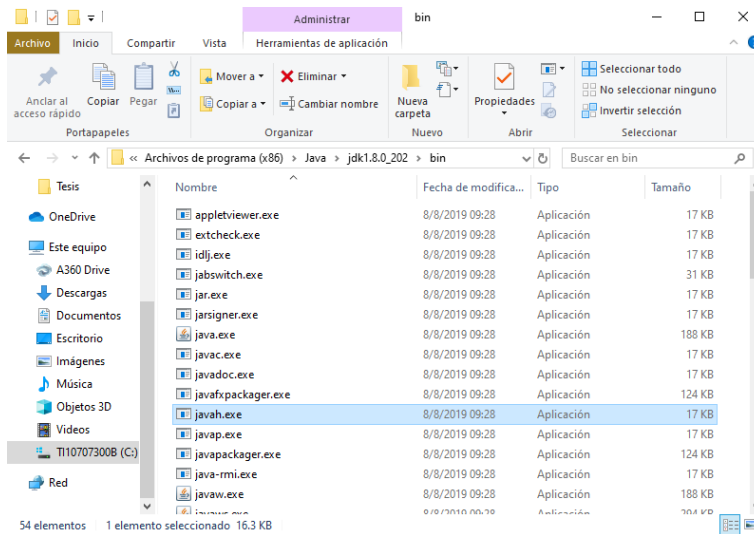 Administrar
bin
Archivo Inicio Compartir Vista Herramientas de aplicación
Anclar al acceso rápido
Copiar
Pegar
Mover a
Copiar a
Eliminar
Cambiar nombre
Nueva carpeta
Propiedades
Seleccionar todo
No seleccionar ninguno
Invertir selección
Portapapeles Organizar Nuevo Abrir Seleccionar
« Archivos de programa (x86) > Java > jdk1.8.0_202 > bin
Buscar en bin
Tesis
OneDrive
Este equipo
A360 Drive
Descargas
Documentos
Escritorio
Imágenes
Música
Objetos 3D
Videos
TI10707300B (C:)
Red
Nombre Fecha de modifica... Tipo Tamaño
appletviewer.exe 8/8/2019 09:28 Aplicación 17 KB
extcheck.exe 8/8/2019 09:28 Aplicación 17 KB
idlj.exe 8/8/2019 09:28 Aplicación 17 KB
jabswitch.exe 8/8/2019 09:28 Aplicación 31 KB
jar.exe 8/8/2019 09:28 Aplicación 17 KB
jarsigner.exe 8/8/2019 09:28 Aplicación 17 KB
java.exe 8/8/2019 09:28 Aplicación 188 KB
javac.exe 8/8/2019 09:28 Aplicación 17 KB
javadoc.exe 8/8/2019 09:28 Aplicación 17 KB
javafxpackager.exe 8/8/2019 09:28 Aplicación 124 KB
javah.exe 8/8/2019 09:28 Aplicación 17 KB
javap.exe 8/8/2019 09:28 Aplicación 17 KB
javapackager.exe 8/8/2019 09:28 Aplicación 124 KB
java-rmi.exe 8/8/2019 09:28 Aplicación 17 KB
javaw.exe 8/8/2019 09:28 Aplicación 188 KB
javaws.exe 8/8/2019 09:28 Aplicación 294 KB
54 elementos 1 elemento seleccionado 16.3 KB